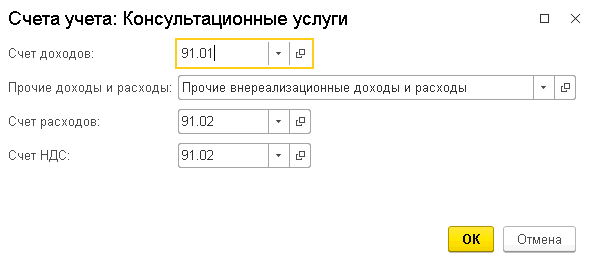 Счета учета: Консультационные услуги
Счет доходов: 91.01
Прочие доходы и расходы: Прочие внереализационные доходы и расходы
Счет расходов: 91.02
Счет НДС: 91.02
ОК Отмена